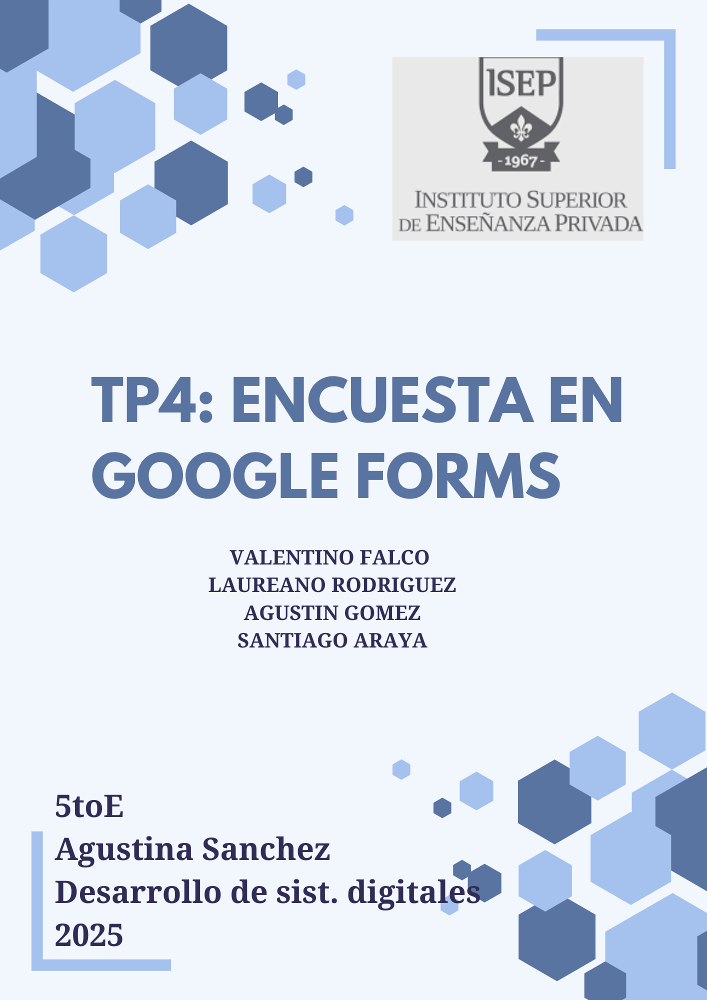 ISEP
-1967-
INSTITUTO SUPERIOR
DE ENSEÑANZA PRIVADA
TP4: ENCUESTA EN
GOOGLE FORMS
VALENTINO FALCO
LAUREANO RODRIGUEZ
AGUSTIN GOMEZ
SANTIAGO ARAYA
5toE
Agustina Sanchez
Desarrollo de sist. digitales
2025